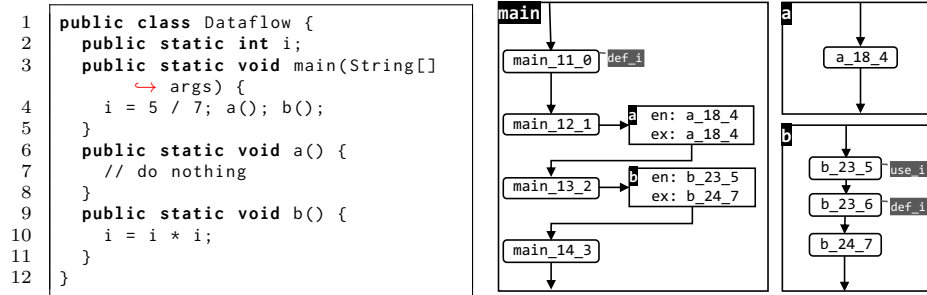 1 public class Dataflow {
2 public static int i;
3 public static void main(String[]
↪ args) {
4 i = 5 / 7; a(); b();
5 }
6 public static void a() {
7 // do nothing
8 }
9 public static void b() {
10 i = i * i;
11 }
12 }
main
main_11_0
def_i
main_12_1
a
en: a_18_4
ex: a_18_4
main_13_2
b
en: b_23_5
ex: b_24_7
main_14_3
a
a_18_4
b
b_23_5
use_i
b_23_6
def_i
b_24_7